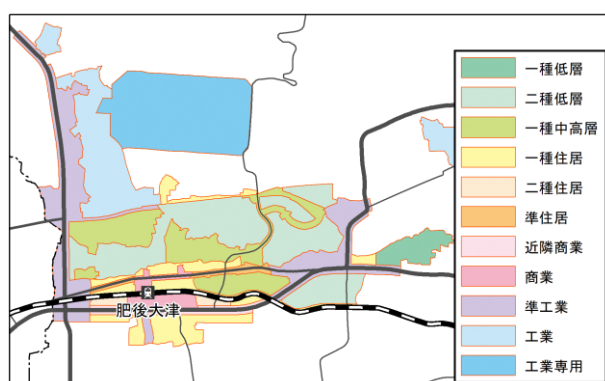 肥後大津
一種低層
二種低層
一種中高層
一種住居
二種住居
準住居
近隣商業
商業
準工業
工業
工業専用